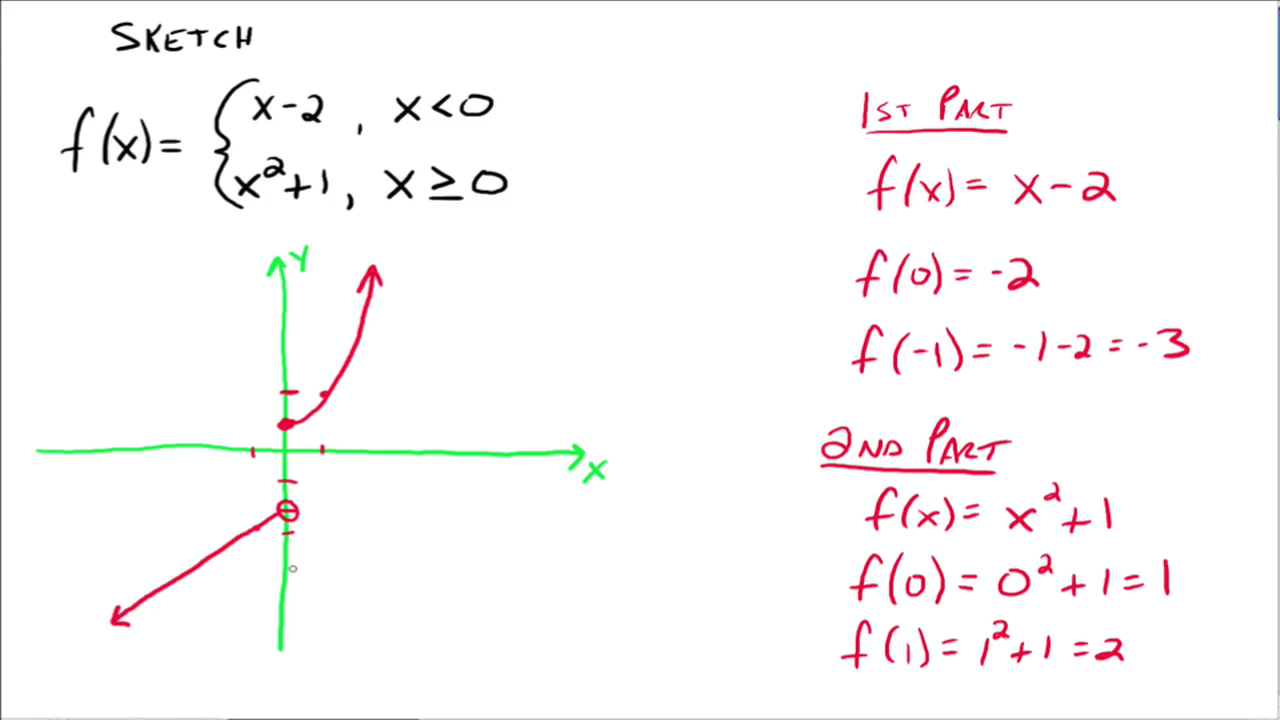 SKETCH
f(x) = { x-2 , x<0
x²+1 , x≥0
Y
X
1ST PART
f(x) = x-2
f(0) = -2
f(-1) = -1-2 = -3
2ND PART
f(x) = x²+1
f(0) = 0²+1 = 1
f(1) = 1²+1 = 2